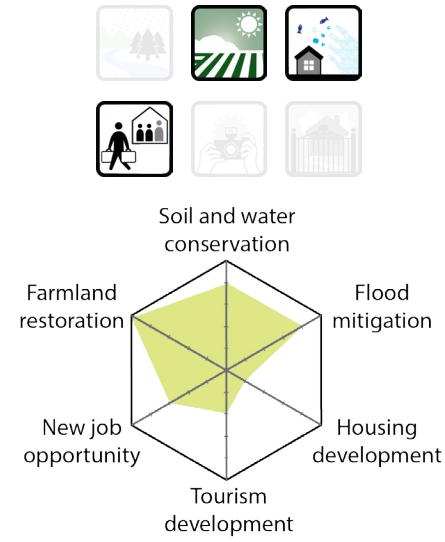 Soil and water
conservation
Farmland
restoration
Flood
mitigation
New job
opportunity
Housing
development
Tourism
development